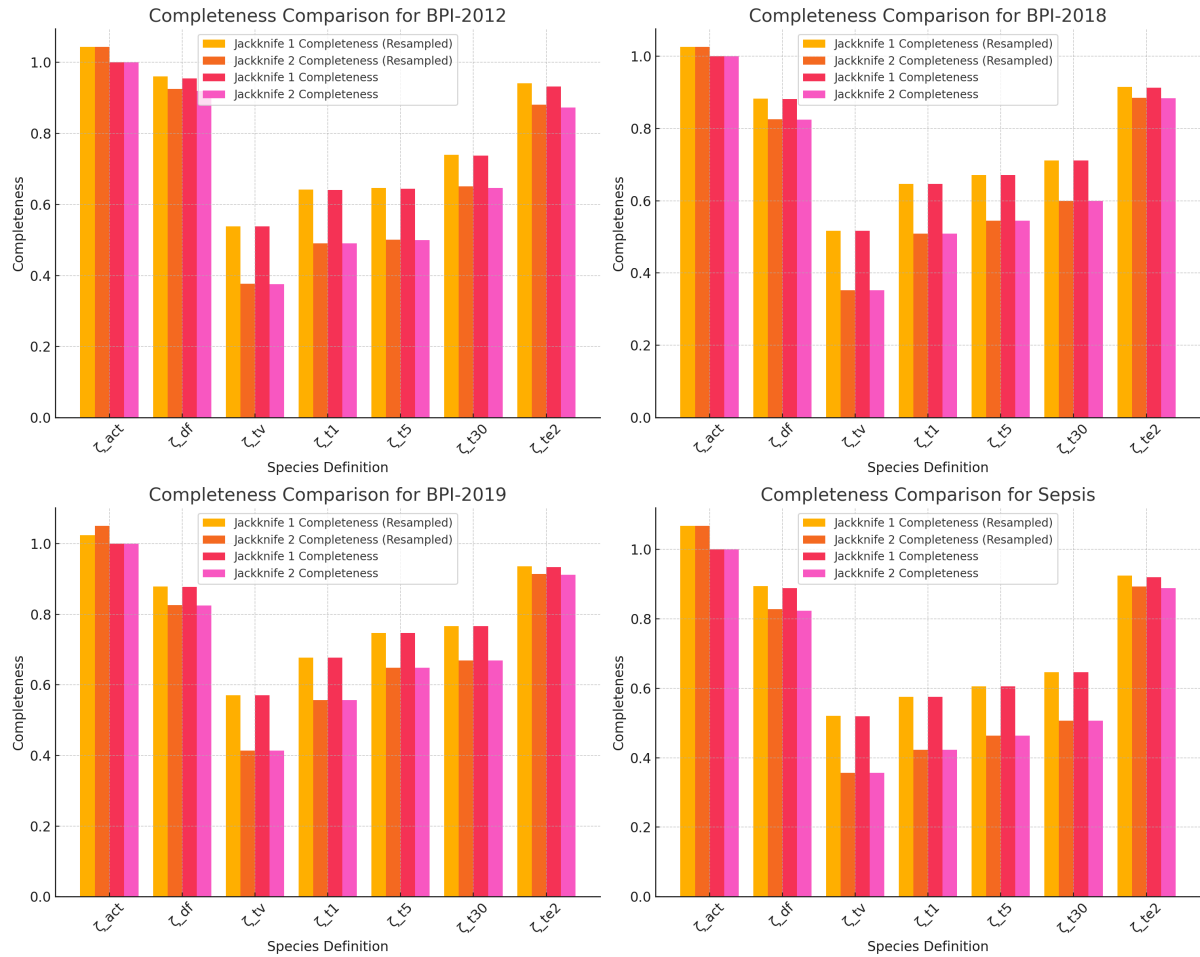 Completeness Comparison for BPI-2012
Jackknife 1 Completeness (Resampled)
Jackknife 2 Completeness (Resampled)
Jackknife 1 Completeness
Jackknife 2 Completeness
Completeness
1.0
0.8
0.6
0.4
0.2
0.0
ζ_act
ζ_df
ζ_tv
ζ_t1
ζ_t5
ζ_t30
ζ_te2
Species Definition
Completeness Comparison for BPI-2018
Jackknife 1 Completeness (Resampled)
Jackknife 2 Completeness (Resampled)
Jackknife 1 Completeness
Jackknife 2 Completeness
Completeness
1.0
0.8
0.6
0.4
0.2
0.0
ζ_act
ζ_df
ζ_tv
ζ_t1
ζ_t5
ζ_t30
ζ_te2
Species Definition
Completeness Comparison for BPI-2019
Jackknife 1 Completeness (Resampled)
Jackknife 2 Completeness (Resampled)
Jackknife 1 Completeness
Jackknife 2 Completeness
Completeness
1.0
0.8
0.6
0.4
0.2
0.0
ζ_act
ζ_df
ζ_tv
ζ_t1
ζ_t5
ζ_t30
ζ_te2
Species Definition
Completeness Comparison for Sepsis
Jackknife 1 Completeness (Resampled)
Jackknife 2 Completeness (Resampled)
Jackknife 1 Completeness
Jackknife 2 Completeness
Completeness
1.0
0.8
0.6
0.4
0.2
0.0
ζ_act
ζ_df
ζ_tv
ζ_t1
ζ_t5
ζ_t30
ζ_te2
Species Definition